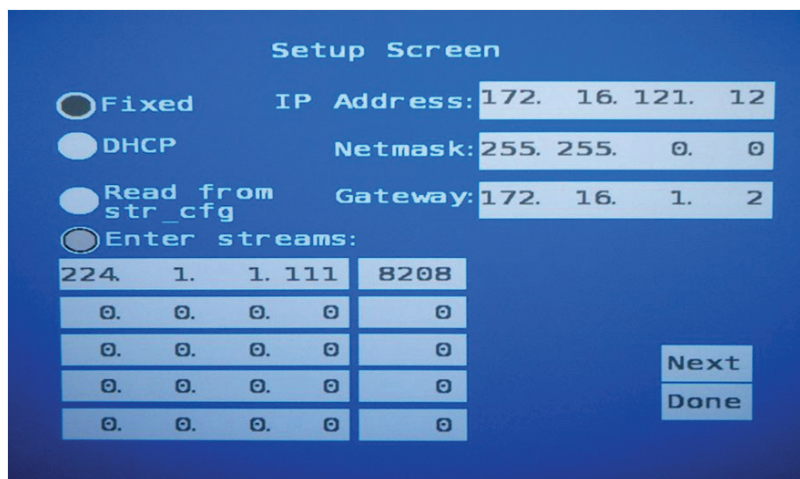 Setup Screen
Fixed IP Address: 172. 16. 121. 12
DHCP Netmask: 255. 255. 0. 0
Read from str_cfg Gateway: 172. 16. 1. 2
Enter streams:
224. 1. 1. 111 8208
0. 0. 0. 0 0
0. 0. 0. 0 0
0. 0. 0. 0 0
0. 0. 0. 0 0
Next
Done